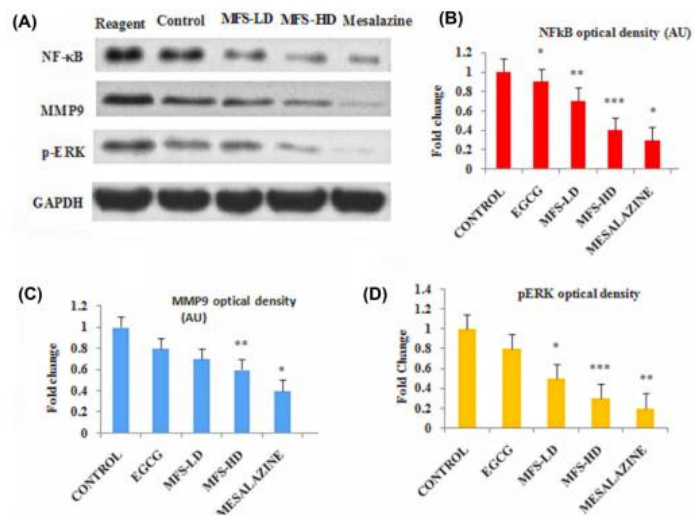 (A)
Reagent Control MFS-LD MFS-HD Mesalazine
NF-κB
MMP9
p-ERK
GAPDH
(B)
NFkB optical density (AU)
Fold change
1.2
1
0.8
0.6
0.4
0.2
0
*
**
***
*
CONTROL
EGCG
MFS-LD
MFS-HD
MESALAZINE
(C)
MMP9 optical density
(AU)
Fold change
1.2
1
0.8
0.6
0.4
0.2
0
**
*
CONTROL
EGCG
MFS-LD
MFS-HD
MESALAZINE
(D)
pERK optical density
Fold Change
1.4
1.2
1
0.8
0.6
0.4
0.2
0
*
***
**
CONTROL
EGCG
MFS-LD
MFS-HD
MESALAZINE